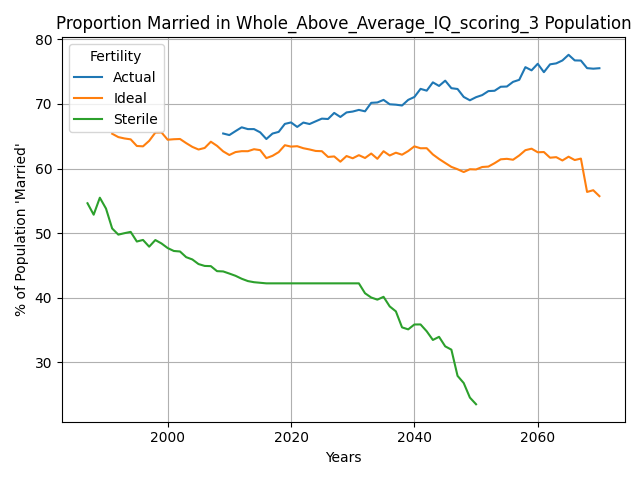 Proportion Married in Whole_Above_Average_IQ_scoring_3 Population
Fertility
Actual
Ideal
Sterile
% of Population 'Married'
80
70
60
50
40
30
2000
2020
2040
2060
Years